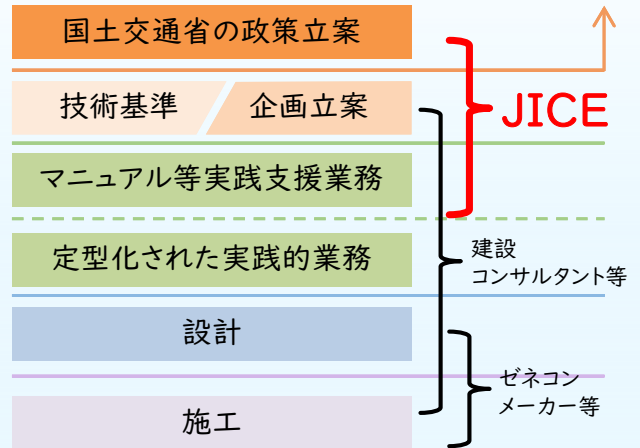 国土交通省の政策立案
技術基準
企画立案
JICE
マニュアル等実践支援業務
定型化された実践的業務
建設
コンサルタント等
設計
ゼネコン
メーカー等
施工